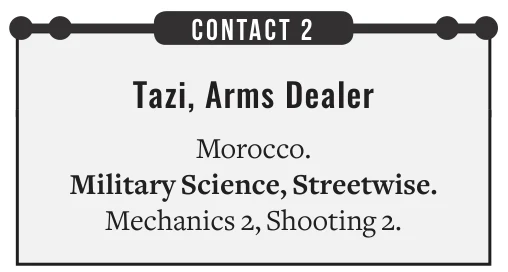 CONTACT 2
Tazi, Arms Dealer
Morocco.
Military Science, Streetwise.
Mechanics 2, Shooting 2.